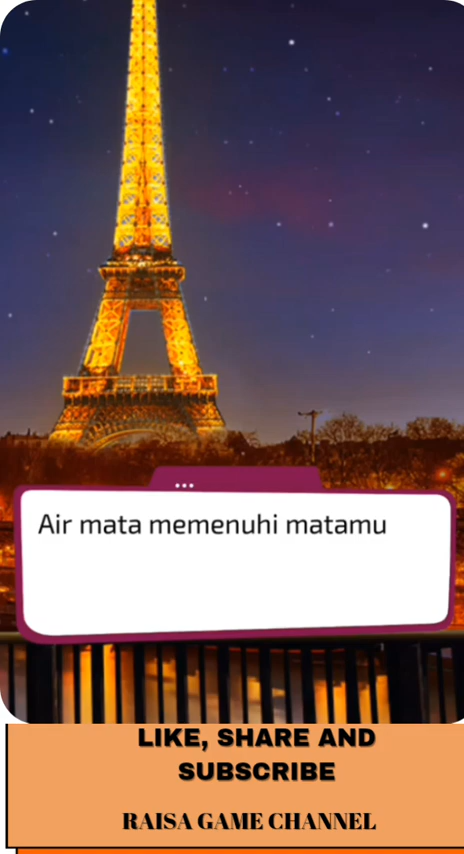 ...
Air mata memenuhi matamu
LIKE, SHARE AND
SUBSCRIBE
RAISA GAME CHANNEL